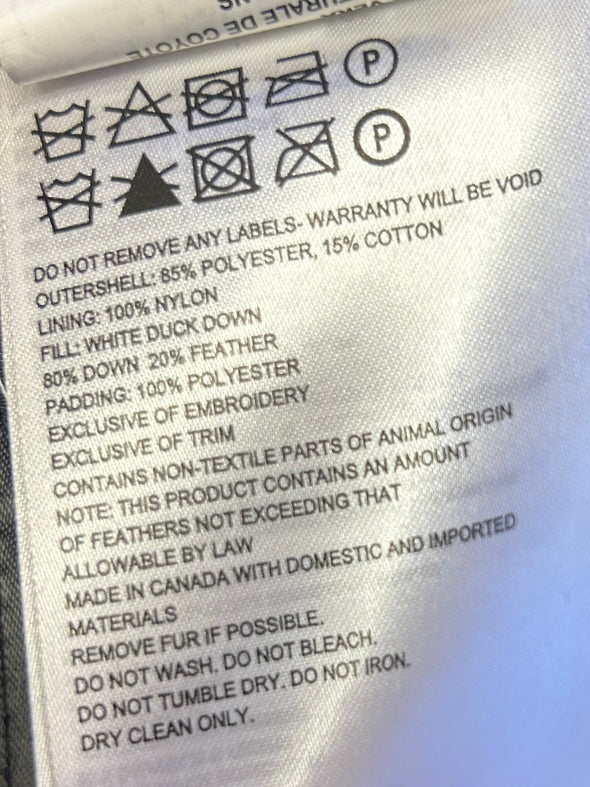 TURALE DE COYOTE
P
P
DO NOT REMOVE ANY LABELS- WARRANTY WILL BE VOID
OUTERSHELL: 85% POLYESTER, 15% COTTON
LINING: 100% NYLON
FILL: WHITE DUCK DOWN
80% DOWN 20% FEATHER
PADDING: 100% POLYESTER
EXCLUSIVE OF EMBROIDERY
EXCLUSIVE OF TRIM
CONTAINS NON-TEXTILE PARTS OF ANIMAL ORIGIN
NOTE: THIS PRODUCT CONTAINS AN AMOUNT
OF FEATHERS NOT EXCEEDING THAT
ALLOWABLE BY LAW
MADE IN CANADA WITH DOMESTIC AND IMPORTED
MATERIALS
REMOVE FUR IF POSSIBLE.
DO NOT WASH. DO NOT BLEACH.
DO NOT TUMBLE DRY. DO NOT IRON.
DRY CLEAN ONLY.